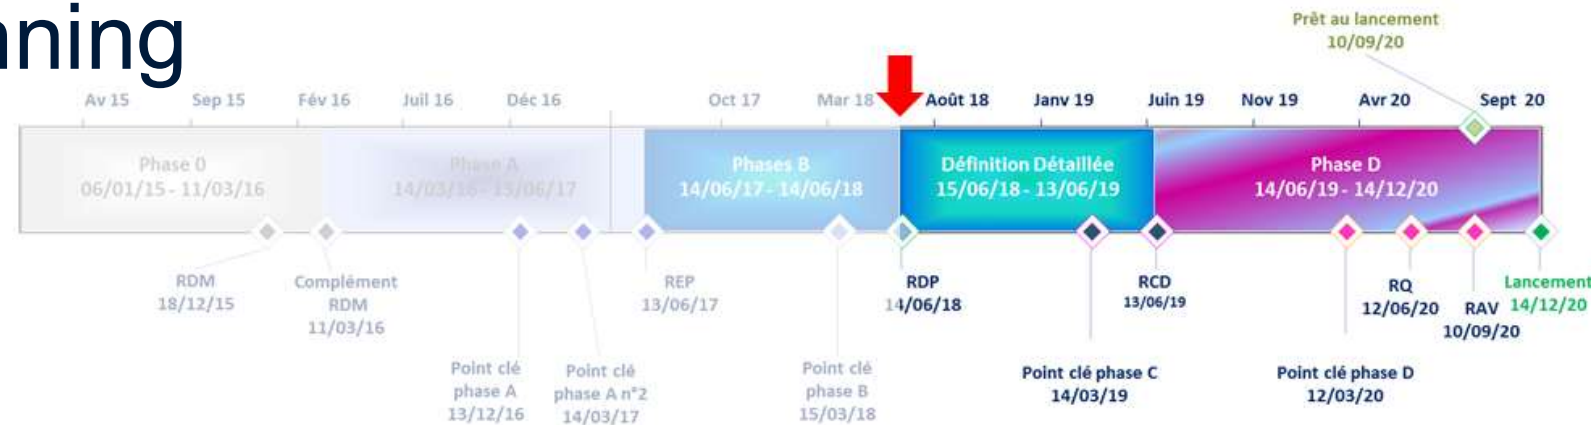 nning
Prêt au lancement
10/09/20
Av 15 Sep 15 Fév 16 Juil 16 Déc 16 Oct 17 Mar 18 Août 18 Janv 19 Juin 19 Nov 19 Avr 20 Sept 20
Phase 0
06/01/15 - 11/03/16
Phase A
14/03/16 - 13/06/17
Phases B
14/06/17 - 14/06/18
Définition Détaillée
15/06/18 - 13/06/19
Phase D
14/06/19 - 14/12/20
RDM
18/12/15
Complément
RDM
11/03/16
Point clé
phase A
13/12/16
Point clé
phase A n°2
14/03/17
REP
13/06/17
Point clé
phase B
15/03/18
RDP
14/06/18
Point clé phase C
14/03/19
RCD
13/06/19
Point clé phase D
12/03/20
RQ
12/06/20
RAV
10/09/20
Lancement
14/12/20